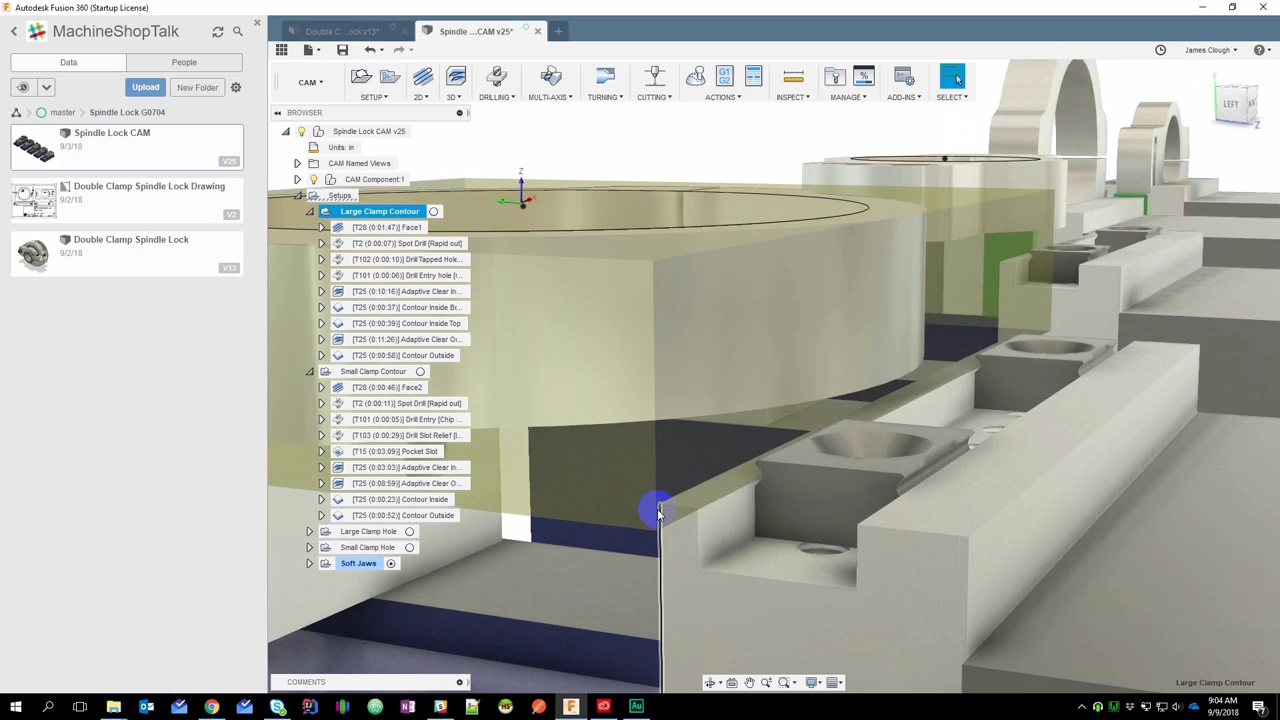 Autodesk Fusion 360 (Startup License)
MachineShopTalk
Data
People
Upload
New Folder
master
Spindle Lock G0704
Spindle Lock CAM
9/3/18
V25
Double Clamp Spindle Lock Drawing
V2
Double Clamp Spindle Lock
9/2/18
V13
Double C...ock v13*
Spindle ...CAM v25*
James Clough
CAM
SETUP
2D
3D
DRILLING
MULTI-AXIS
TURNING
CUTTING
G1
G2
ACTIONS
INSPECT
MANAGE
ADD-INS
SELECT
BROWSER
Spindle Lock CAM v25
Units: in
CAM Named Views
CAM Component:1
Setups
Large Clamp Contour
[T28 (0:01:47)] Face1
[T2 (0:00:07)] Spot Drill [Rapid out]
[T102 (0:00:10)] Drill Tapped Hole...
[T101 (0:00:06)] Drill Entry hole [...
[T25 (0:10:16)] Adaptive Clear In...
[T25 (0:00:37)] Contour Inside Bo...
[T25 (0:00:39)] Contour Inside Top
[T25 (0:11:26)] Adaptive Clear Ou...
[T25 (0:00:58)] Contour Outside
Small Clamp Contour
[T28 (0:00:46)] Face2
[T2 (0:00:11)] Spot Drill [Rapid out]
[T101 (0:00:05)] Drill Entry [Chip ...
[T103 (0:00:29)] Drill Slot Relief [...
[T15 (0:03:09)] Pocket Slot
[T25 (0:03:03)] Adaptive Clear In...
[T25 (0:08:59)] Adaptive Clear O...
[T25 (0:00:23)] Contour Inside
[T25 (0:00:52)] Contour Outside
Large Clamp Hole
Small Clamp Hole
Soft Jaws
Z
LEFT
Y
Z
COMMENTS
Large Clamp Contour
9:04 AM
9/9/2018